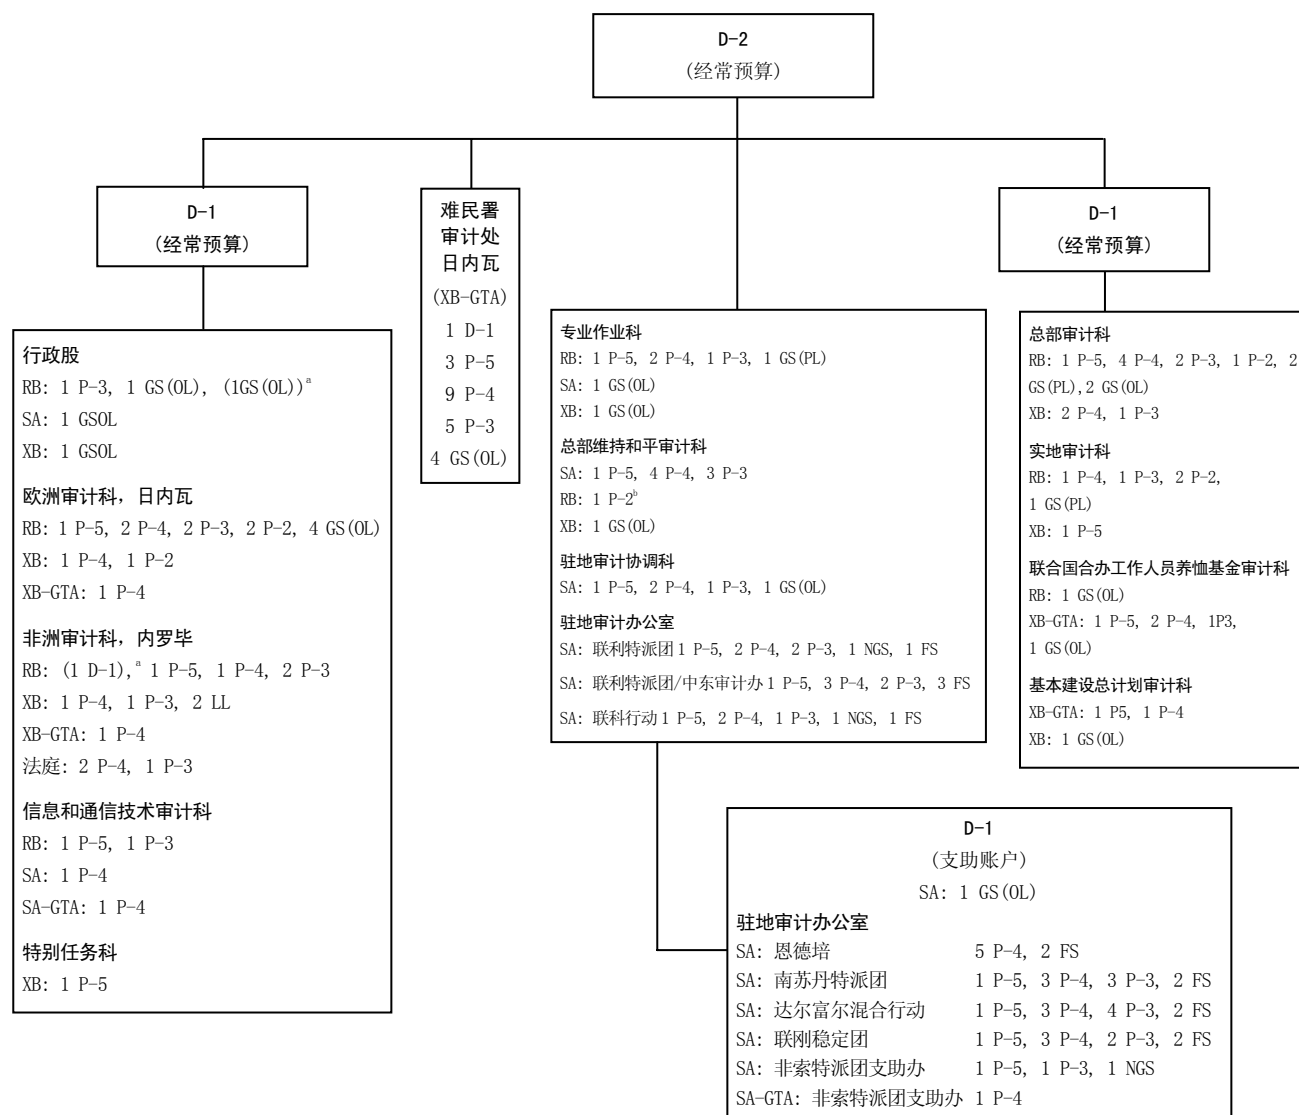 D-2
(经常预算)
D-1
(经常预算)
行政股
RB: 1 P-3, 1 GS(OL), (1GS(OL))ᵃ
SA: 1 GSOL
XB: 1 GSOL
欧洲审计科，日内瓦
RB: 1 P-5, 2 P-4, 2 P-3, 2 P-2, 4 GS(OL)
XB: 1 P-4, 1 P-2
XB-GTA: 1 P-4
非洲审计科，内罗毕
RB: (1 D-1),ᵃ 1 P-5, 1 P-4, 2 P-3
XB: 1 P-4, 1 P-3, 2 LL
XB-GTA: 1 P-4
法庭: 2 P-4, 1 P-3
信息和通信技术审计科
RB: 1 P-5, 1 P-3
SA: 1 P-4
SA-GTA: 1 P-4
特别任务科
XB: 1 P-5
难民署
审计处
日内瓦
(XB-GTA)
1 D-1
3 P-5
9 P-4
5 P-3
4 GS(OL)
专业作业科
RB: 1 P-5, 2 P-4, 1 P-3, 1 GS(PL)
SA: 1 GS(OL)
XB: 1 GS(OL)
总部维持和平审计科
SA: 1 P-5, 4 P-4, 3 P-3
RB: 1 P-2ᵇ
XB: 1 GS(OL)
驻地审计协调科
SA: 1 P-5, 2 P-4, 1 P-3, 1 GS(OL)
驻地审计办公室
SA: 联利特派团 1 P-5, 2 P-4, 2 P-3, 1 NGS, 1 FS
SA: 联利特派团/中东审计办 1 P-5, 3 P-4, 2 P-3, 3 FS
SA: 联科行动 1 P-5, 2 P-4, 1 P-3, 1 NGS, 1 FS
D-1
(经常预算)
总部审计科
RB: 1 P-5, 4 P-4, 2 P-3, 1 P-2, 2
GS(PL),2 GS(OL)
XB: 2 P-4, 1 P-3
实地审计科
RB: 1 P-4, 1 P-3, 2 P-2,
1 GS(PL)
XB: 1 P-5
联合国合办工作人员养恤基金审计科
RB: 1 GS(OL)
XB-GTA: 1 P-5, 2 P-4, 1P3,
1 GS(OL)
基本建设总计划审计科
XB-GTA: 1 P5, 1 P-4
XB: 1 GS(OL)
D-1
(支助账户)
SA: 1 GS(OL)
驻地审计办公室
SA: 恩德培 5 P-4, 2 FS
SA: 南苏丹特派团 1 P-5, 3 P-4, 3 P-3, 2 FS
SA: 达尔富尔混合行动 1 P-5, 3 P-4, 4 P-3, 2 FS
SA: 联刚稳定团 1 P-5, 3 P-4, 2 P-3, 2 FS
SA: 非索特派团支助办 1 P-5, 1 P-3, 1 NGS
SA-GTA: 非索特派团支助办 1 P-4